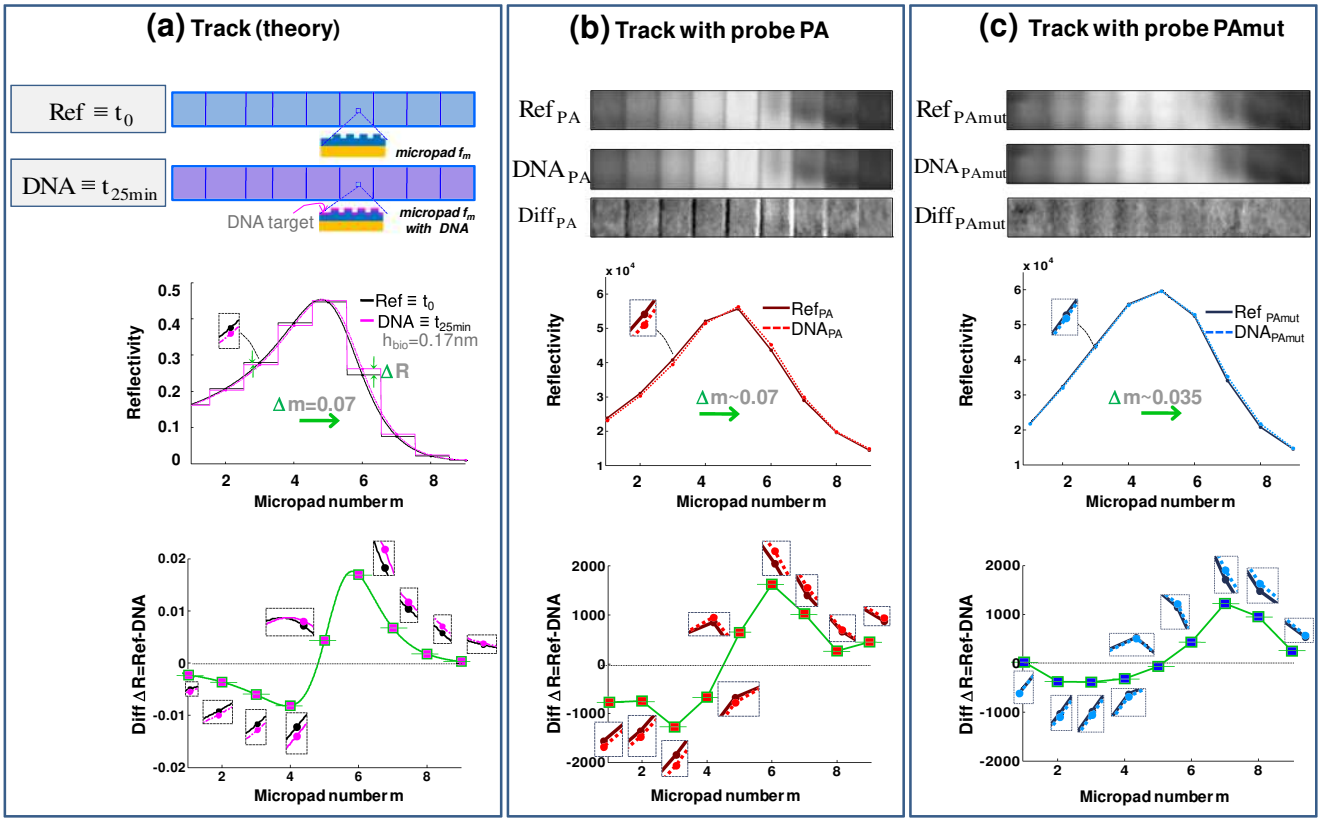 (a) Track (theory)
Ref ≡ t0
micropad fm
DNA ≡ t25min
DNA target
micropad fm
with DNA
Reflectivity
0.5
0.4
0.3
0.2
0.1
0
Ref ≡ t0
DNA ≡ t25min
hbio=0.17nm
ΔR
Δ m=0.07
2 4 6 8
Micropad number m
Diff Δ R=Ref-DNA
0.02
0.01
0
-0.01
-0.02
2 4 6 8
Micropad number m
(b) Track with probe PA
RefPA
DNAPA
DiffPA
x 10^4
Reflectivity
6
5
4
3
2
1
RefPA
DNAPA
Δ m~0.07
2 4 6 8
Micropad number m
Diff Δ R=Ref-DNA
2000
1000
0
-1000
-2000
2 4 6 8
Micropad number m
(c) Track with probe PAmut
RefPAmut
DNAPAmut
DiffPAmut
x 10^4
Reflectivity
6
5
4
3
2
1
Ref PAmut
DNAPAmut
Δ m~0.035
2 4 6 8
Micropad number m
Diff Δ R=Ref-DNA
2000
1000
0
-1000
-2000
2 4 6 8
Micropad number m